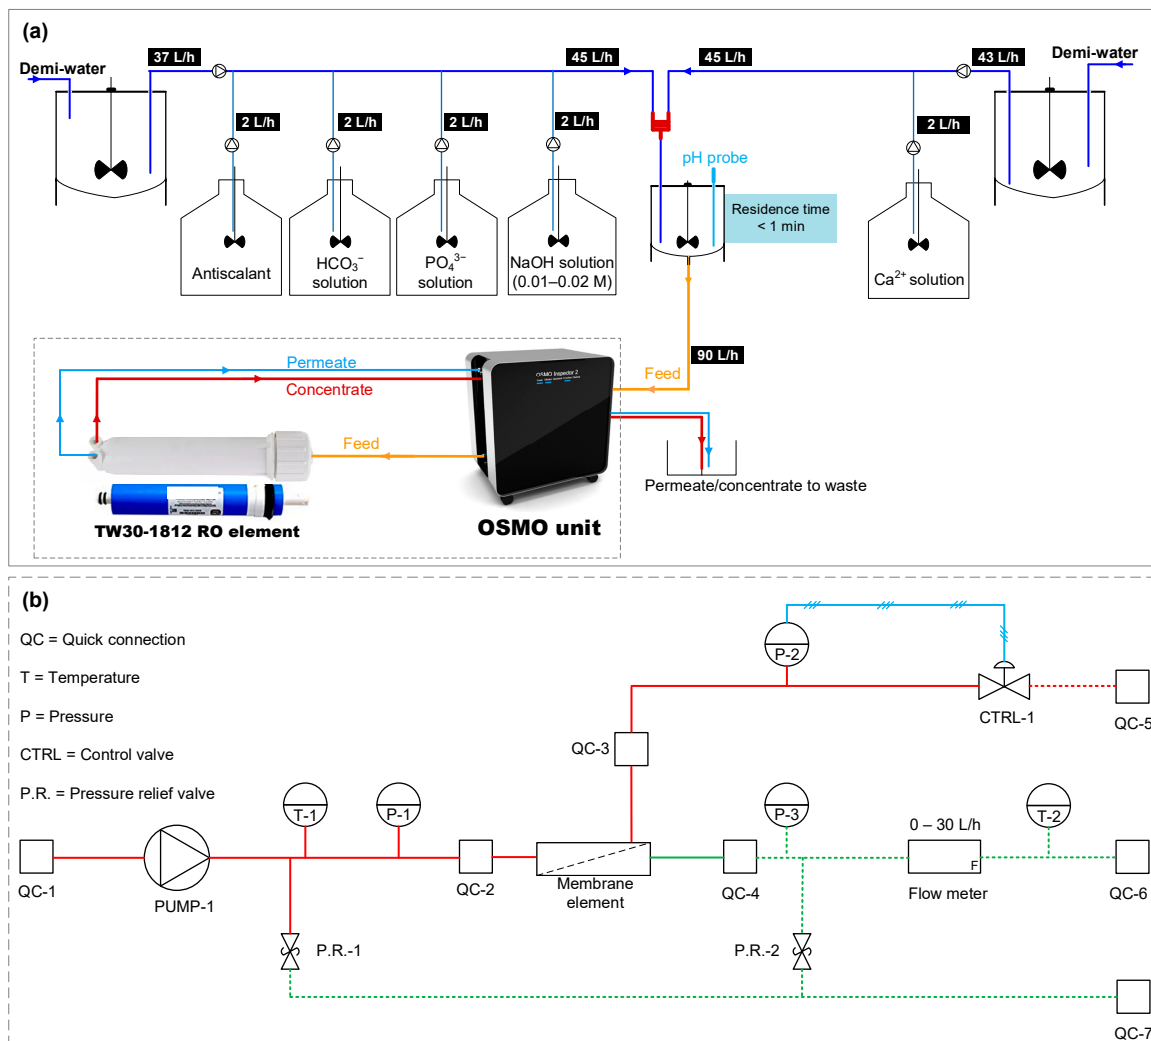 (a)
37 L/h
45 L/h
45 L/h
43 L/h
Demi-water
Demi-water
2 L/h
2 L/h
2 L/h
2 L/h
2 L/h
pH probe
Residence time
< 1 min
Antiscalant
HCO₃⁻
solution
PO₄³⁻
solution
NaOH solution
(0.01–0.02 M)
Ca²⁺ solution
90 L/h
Permeate
Concentrate
OSMO Inspector 2
Feed
Feed
Permeate/concentrate to waste
TW30-1812 RO element
OSMO unit
(b)
QC = Quick connection
T = Temperature
P = Pressure
CTRL = Control valve
P.R. = Pressure relief valve
P-2
CTRL-1
QC-5
QC-3
T-1
P-1
P-3
0 – 30 L/h
T-2
F
QC-1
PUMP-1
QC-2
Membrane
element
QC-4
Flow meter
QC-6
P.R.-1
P.R.-2
QC-7